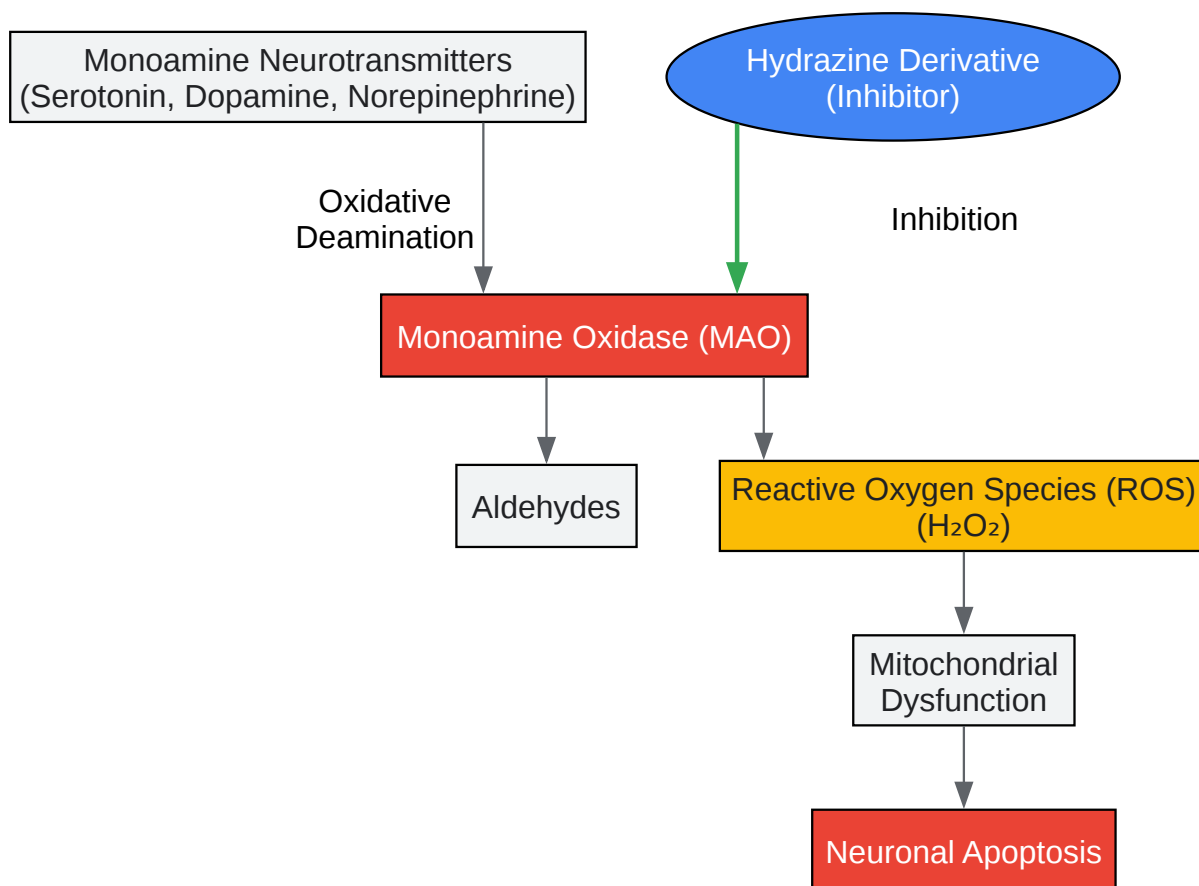 Monoamine Neurotransmitters
(Serotonin, Dopamine, Norepinephrine)
Hydrazine Derivative
(Inhibitor)
Oxidative
Deamination
Inhibition
Monoamine Oxidase (MAO)
Aldehydes
Reactive Oxygen Species (ROS)
(H₂O₂)
Mitochondrial
Dysfunction
Neuronal Apoptosis